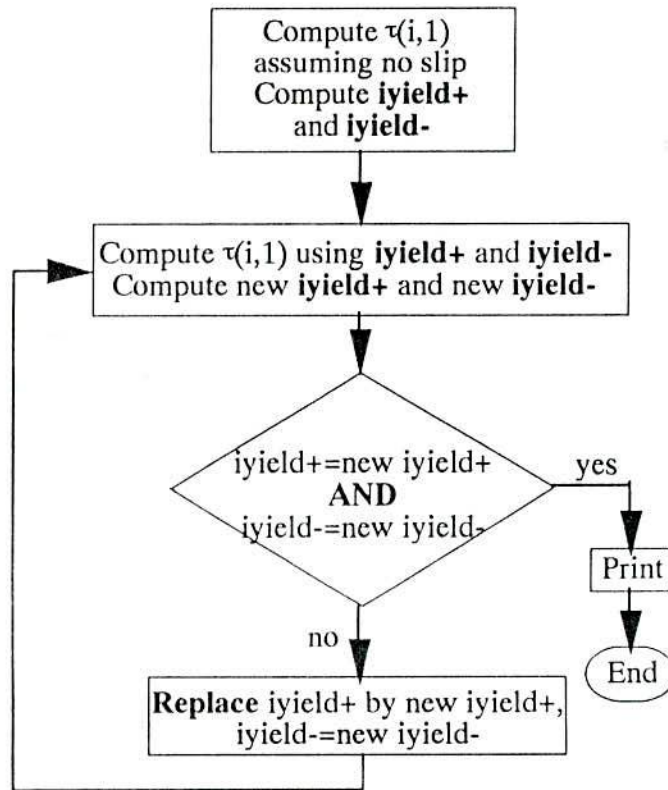 Compute τ(i,1)
assuming no slip
Compute iyield+
and iyield-
Compute τ(i,1) using iyield+ and iyield-
Compute new iyield+ and new iyield-
iyield+=new iyield+
AND
iyield-=new iyield-
yes
Print
End
no
Replace iyield+ by new iyield+,
iyield-=new iyield-